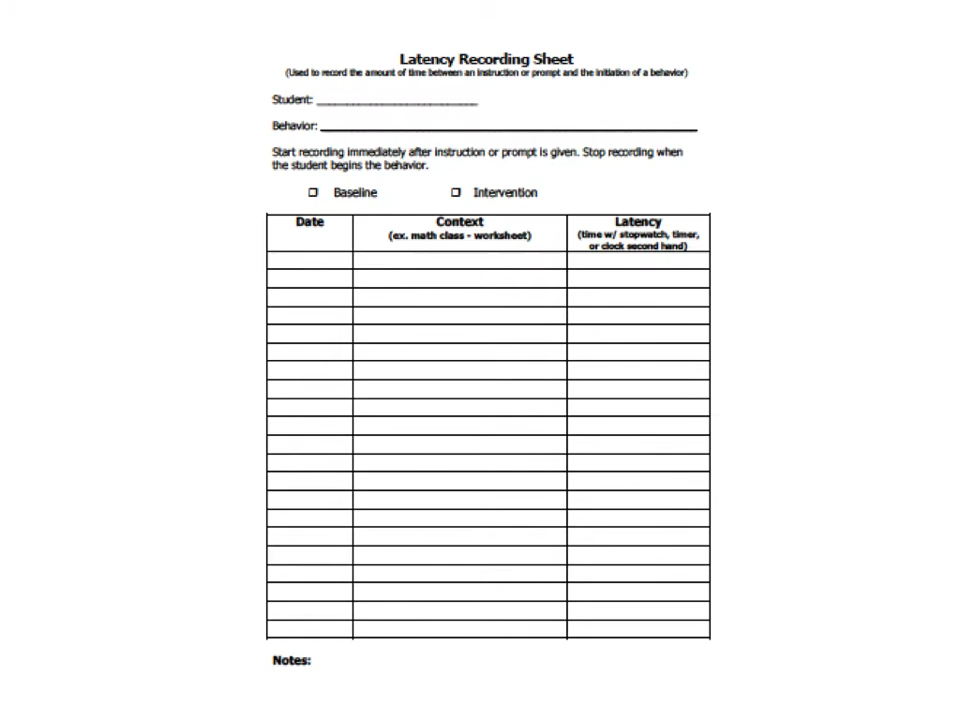 Latency Recording Sheet
(Used to record the amount of time between an instruction or prompt and the initiation of a behavior)
Student: ___________________________
Behavior: ___________________________________________________________
Start recording immediately after instruction or prompt is given. Stop recording when
the student begins the behavior.
☐ Baseline ☐ Intervention
Date Context Latency
(ex. math class - worksheet) (time w/ stopwatch, timer,
or clock second hand)
Notes: